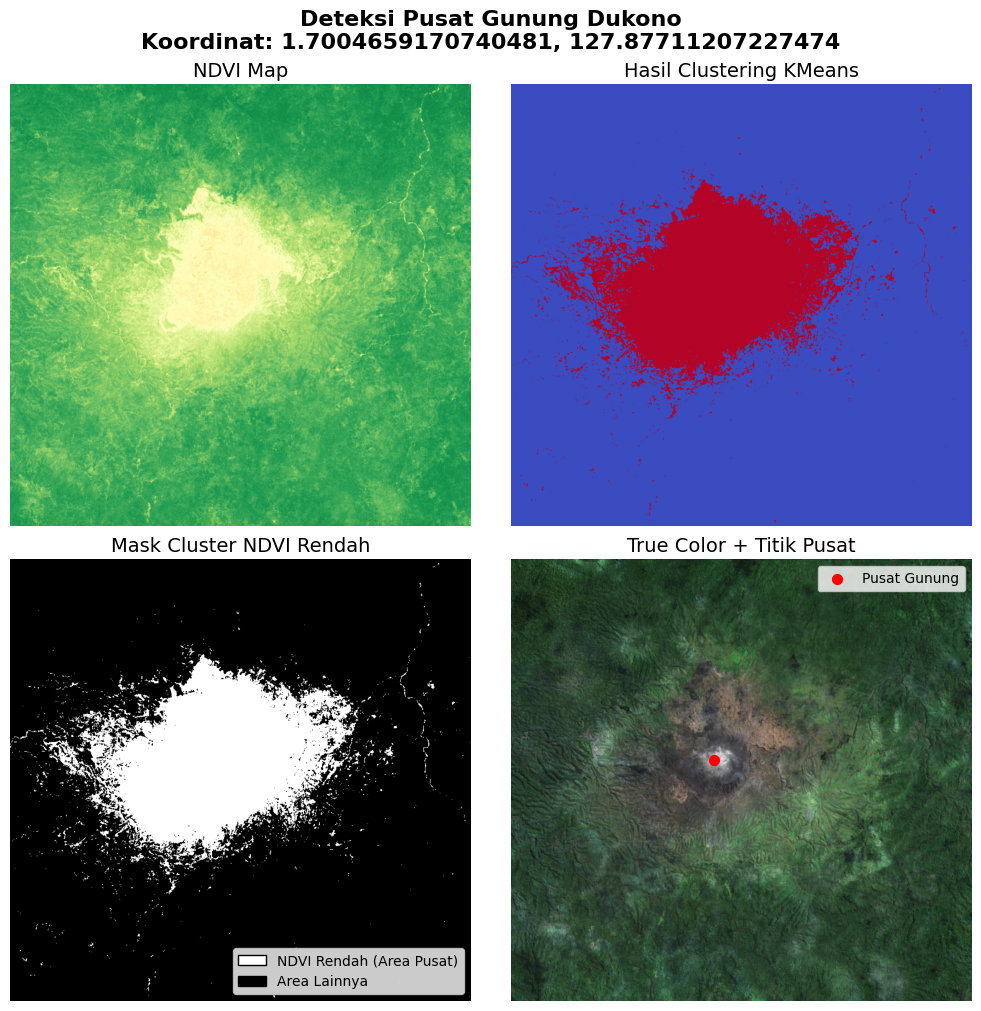 Deteksi Pusat Gunung Dukono
Koordinat: 1.7004659170740481, 127.87711207227474
NDVI Map
Hasil Clustering KMeans
Mask Cluster NDVI Rendah
NDVI Rendah (Area Pusat)
Area Lainnya
True Color + Titik Pusat
Pusat Gunung